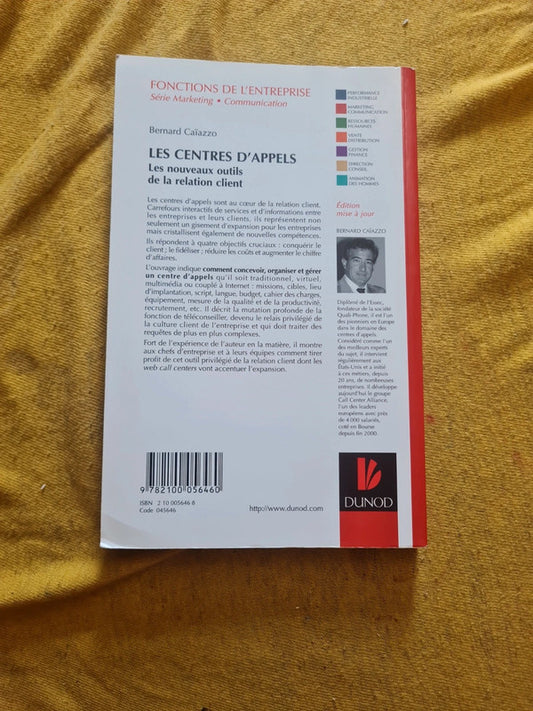 FONCTIONS DE L'ENTREPRISE
Série Marketing • Communication
Bernard Caïazzo
LES CENTRES D'APPELS
Les nouveaux outils
de la relation client
Les centres d'appels sont au cœur de la relation client.
Carrefours interactifs de services et d'informations entre
les entreprises et leurs clients, ils représentent non
seulement un gisement d'expansion pour les entreprises
mais cristallisent également de nouvelles compétences.
Ils répondent à quatre objectifs cruciaux : conquérir le
client ; le fidéliser ; réduire les coûts et augmenter le chiffre
d'affaires.
L'ouvrage indique comment concevoir, organiser et gérer
un centre d'appels qu'il soit traditionnel, virtuel,
multimédia ou couplé à Internet : missions, cibles, lieu
d'implantation, script, langue, budget, cahier des charges,
équipement, mesure de la qualité et de la productivité,
recrutement, etc. Il décrit la mutation profonde de la
fonction de téléconseiller, devenu le relais privilégié de
la culture client de l'entreprise et qui doit traiter des
requêtes de plus en plus complexes.
Fort de l'expérience de l'auteur en la matière, il montre
aux chefs d'entreprise et à leurs équipes comment tirer
profit de cet outil privilégié de la relation client dont les
web call centers vont accentuer l'expansion.
9 782100 056460
ISBN 2 10 005646 8
Code 045646
http://www.dunod.com
PERFORMANCE
INDUSTRIELLE
MARKETING
COMMUNICATION
RESSOURCES
HUMAINES
VENTE
DISTRIBUTION
GESTION
FINANCE
DIRECTION
CONSEIL
ANIMATION
DES HOMMES
Édition
mise à jour
BERNARD CAÏAZZO
Diplômé de l'Essec,
fondateur de la société
Quali-Phone, il est l'un
des pionniers en Europe
dans le domaine des
centres d'appels.
Considéré comme l'un
des meilleurs experts
du sujet, il intervient
régulièrement aux
États-Unis et a initié
à ces métiers, depuis
20 ans, de nombreuses
entreprises. Il développe
aujourd'hui le groupe
Call Center Alliance,
l'un des leaders
européens avec près
de 4 000 salariés,
coté en Bourse
depuis fin 2000.
DUNOD